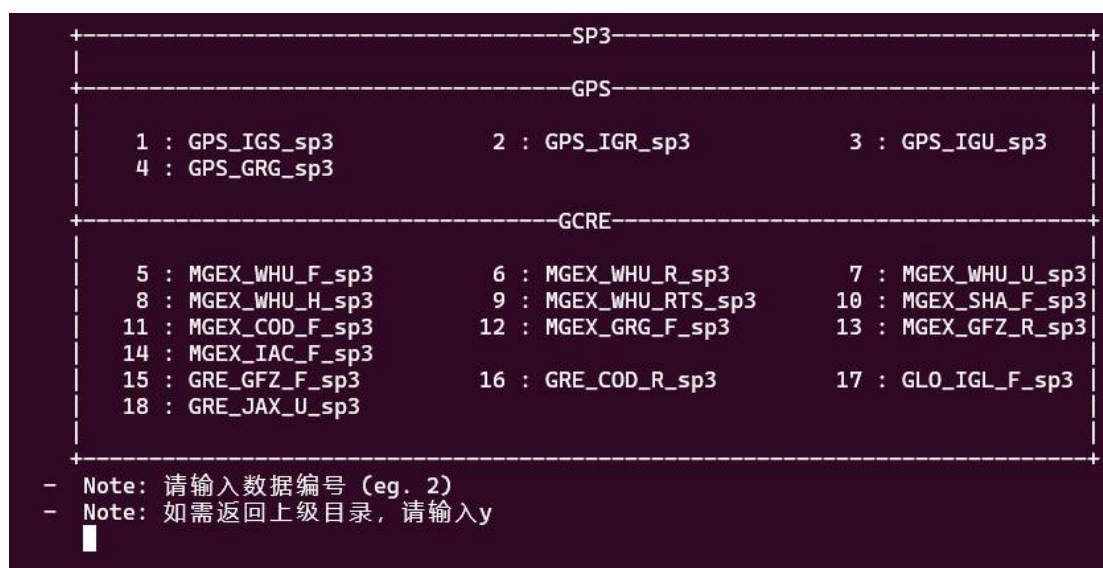 SP3
GPS
1 : GPS_IGS_sp3 2 : GPS_IGR_sp3 3 : GPS_IGU_sp3
4 : GPS_GRG_sp3
GCRE
5 : MGEX_WHU_F_sp3 6 : MGEX_WHU_R_sp3 7 : MGEX_WHU_U_sp3
8 : MGEX_WHU_H_sp3 9 : MGEX_WHU_RTS_sp3 10 : MGEX_SHA_F_sp3
11 : MGEX_COD_F_sp3 12 : MGEX_GRG_F_sp3 13 : MGEX_GFZ_R_sp3
14 : MGEX_IAC_F_sp3
15 : GRE_GFZ_F_sp3 16 : GRE_COD_R_sp3 17 : GLO_IGL_F_sp3
18 : GRE_JAX_U_sp3
- Note: 请输入数据编号 (eg. 2)
- Note: 如需返回上级目录, 请输入y